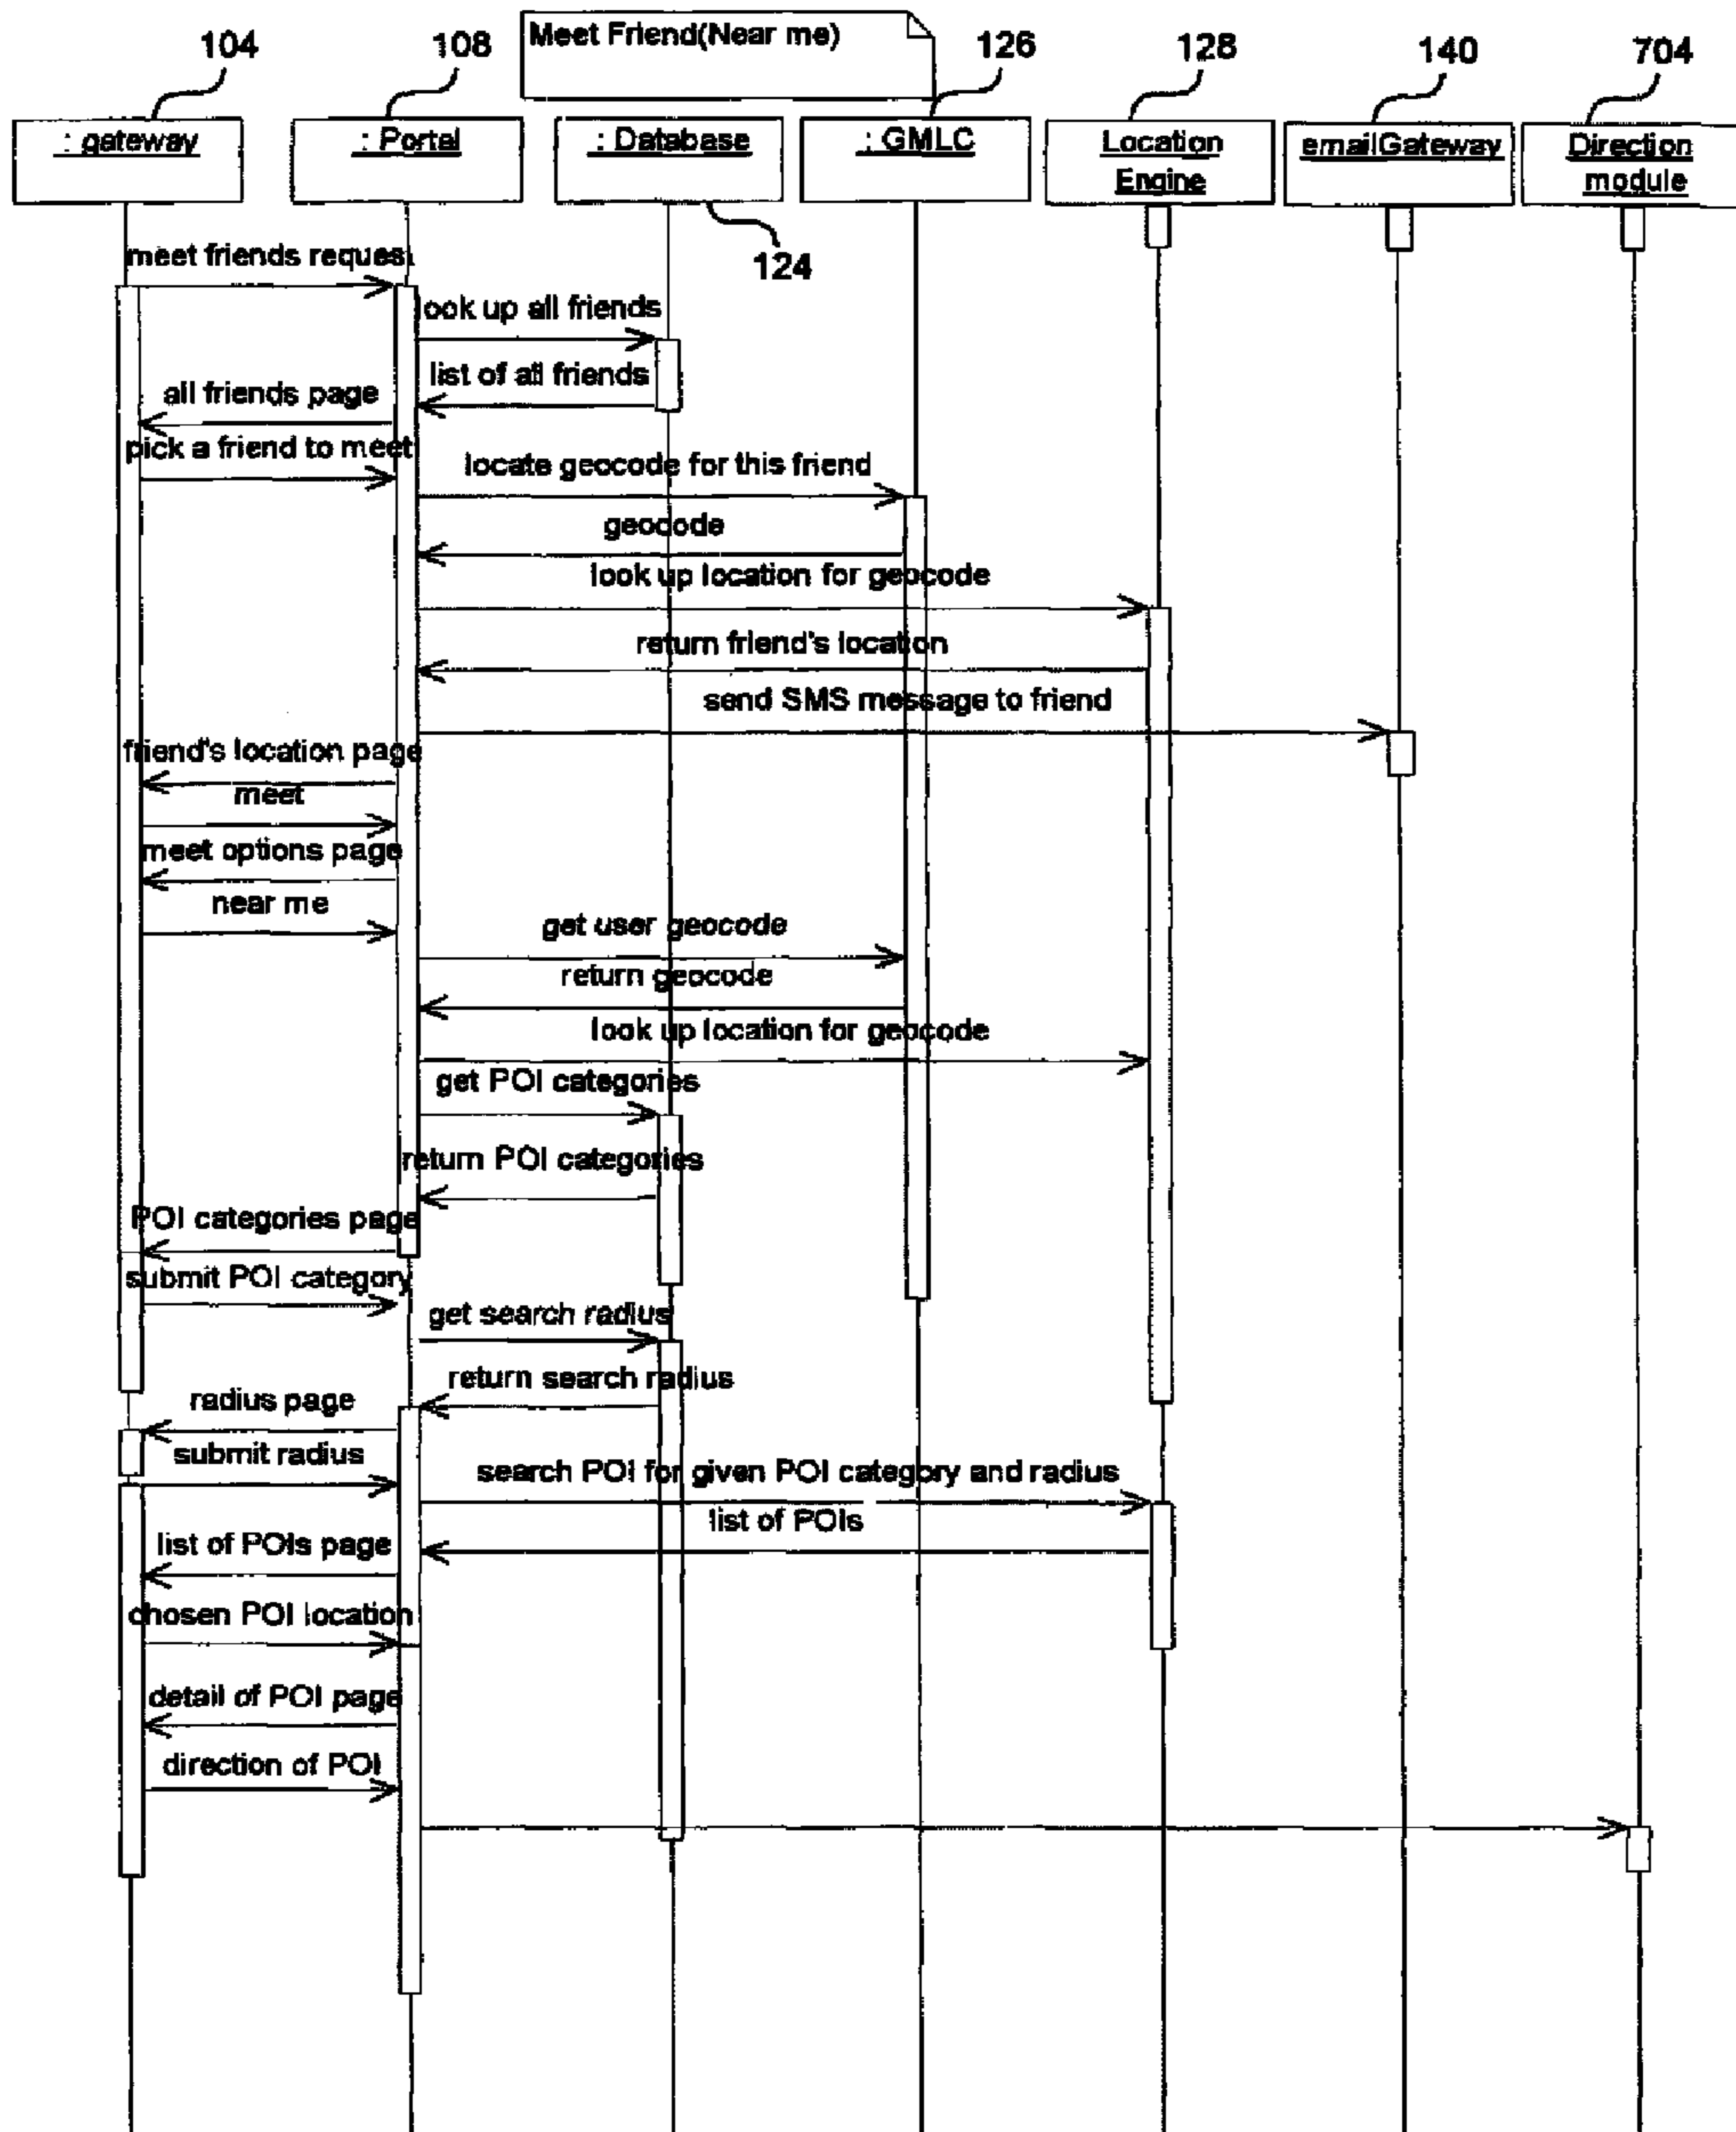 Meet Friend(Near me)
104
108
126
128
140
704
: gateway
: Portal
: Database
: GMLC
Location
Engine
emailGateway
Direction
module
124
meet friends reques
ook up all friends
list of all friends
all friends page
pick a friend to meet
locate geocode for this friend
geocode
look up location for geocode
return friend's location
send SMS message to friend
friend's location page
meet
meet options page
near me
get user geocode
return geocode
look up location for geocode
get POI categories
return POI categories
POI categories page
submit POI category
get search radius
return search radius
radius page
submit radius
search POI for given POI category and radius
list of POIs
list of POIs page
chosen POI location
detail of POI page
direction of POI